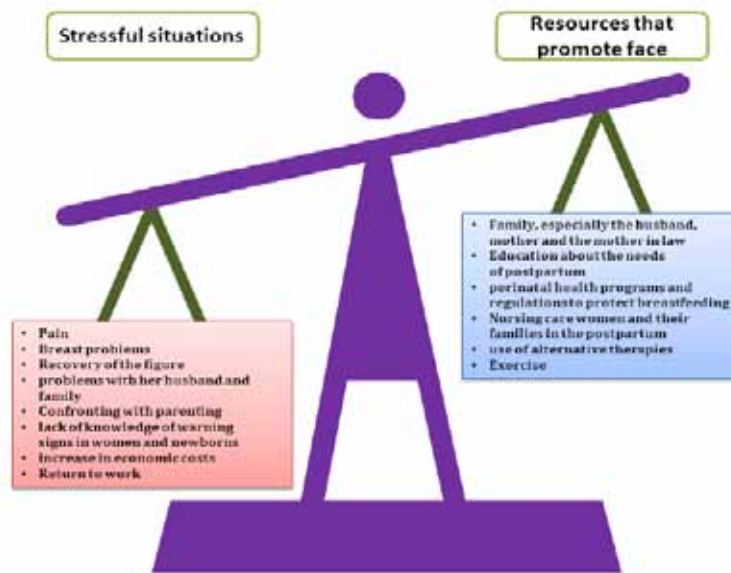 Stressful situations
Resources that
promote face
• Family, especially the husband,
mother and the mother in law
• Education about the needs
of postpartum
• perinatal health programs and
regulations to protect breastfeeding
• Nursing care women and their
families in the postpartum
• use of alternative therapies
• Exercise
• Pain
• Breast problems
• Recovery of the figure
• problems with her husband and
family
• Confronting with parenting
• lack of knowledge of warning
signs in women and newborns
• Increase in economic costs
• Return to work